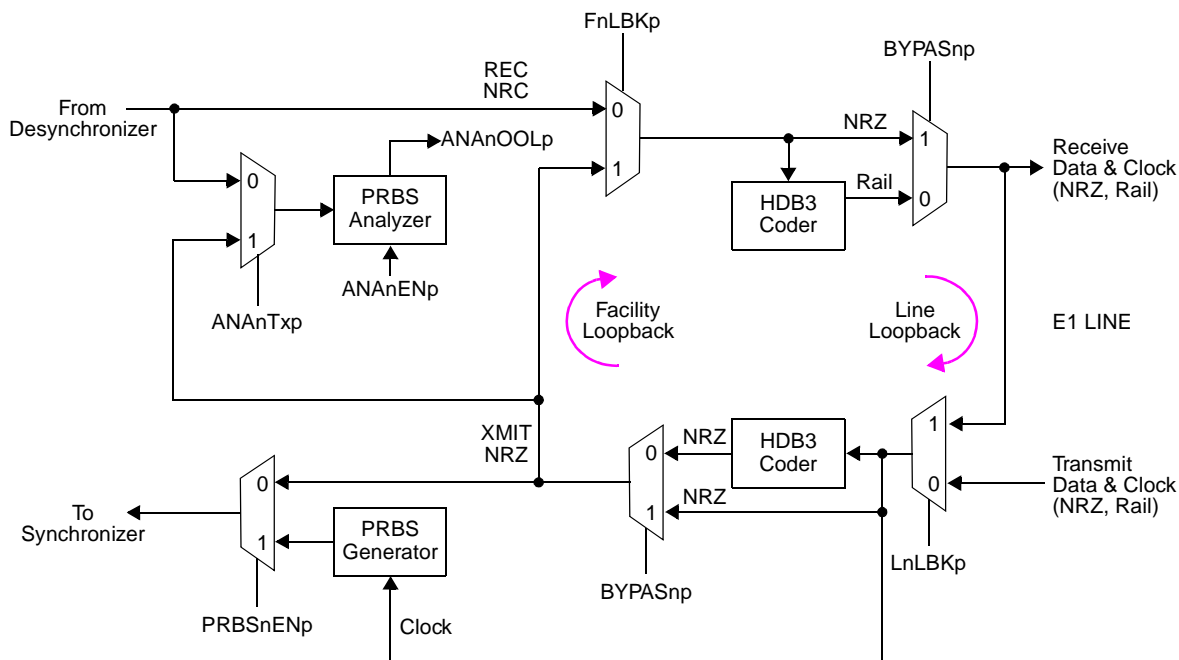 FnLBKp
BYPASnp
REC
NRC
From
Desynchronizer
0
1
ANAnOOLp
PRBS
Analyzer
0
1
ANAnENp
ANAnTxp
NRZ
Rail
HDB3
Coder
1
0
Receive
Data & Clock
(NRZ, Rail)
Facility
Loopback
Line
Loopback
E1 LINE
XMIT
NRZ
0
1
NRZ
NRZ
HDB3
Coder
1
0
Transmit
Data & Clock
(NRZ, Rail)
To
Synchronizer
0
1
PRBS
Generator
LnLBKp
BYPASnp
PRBSnENp
Clock